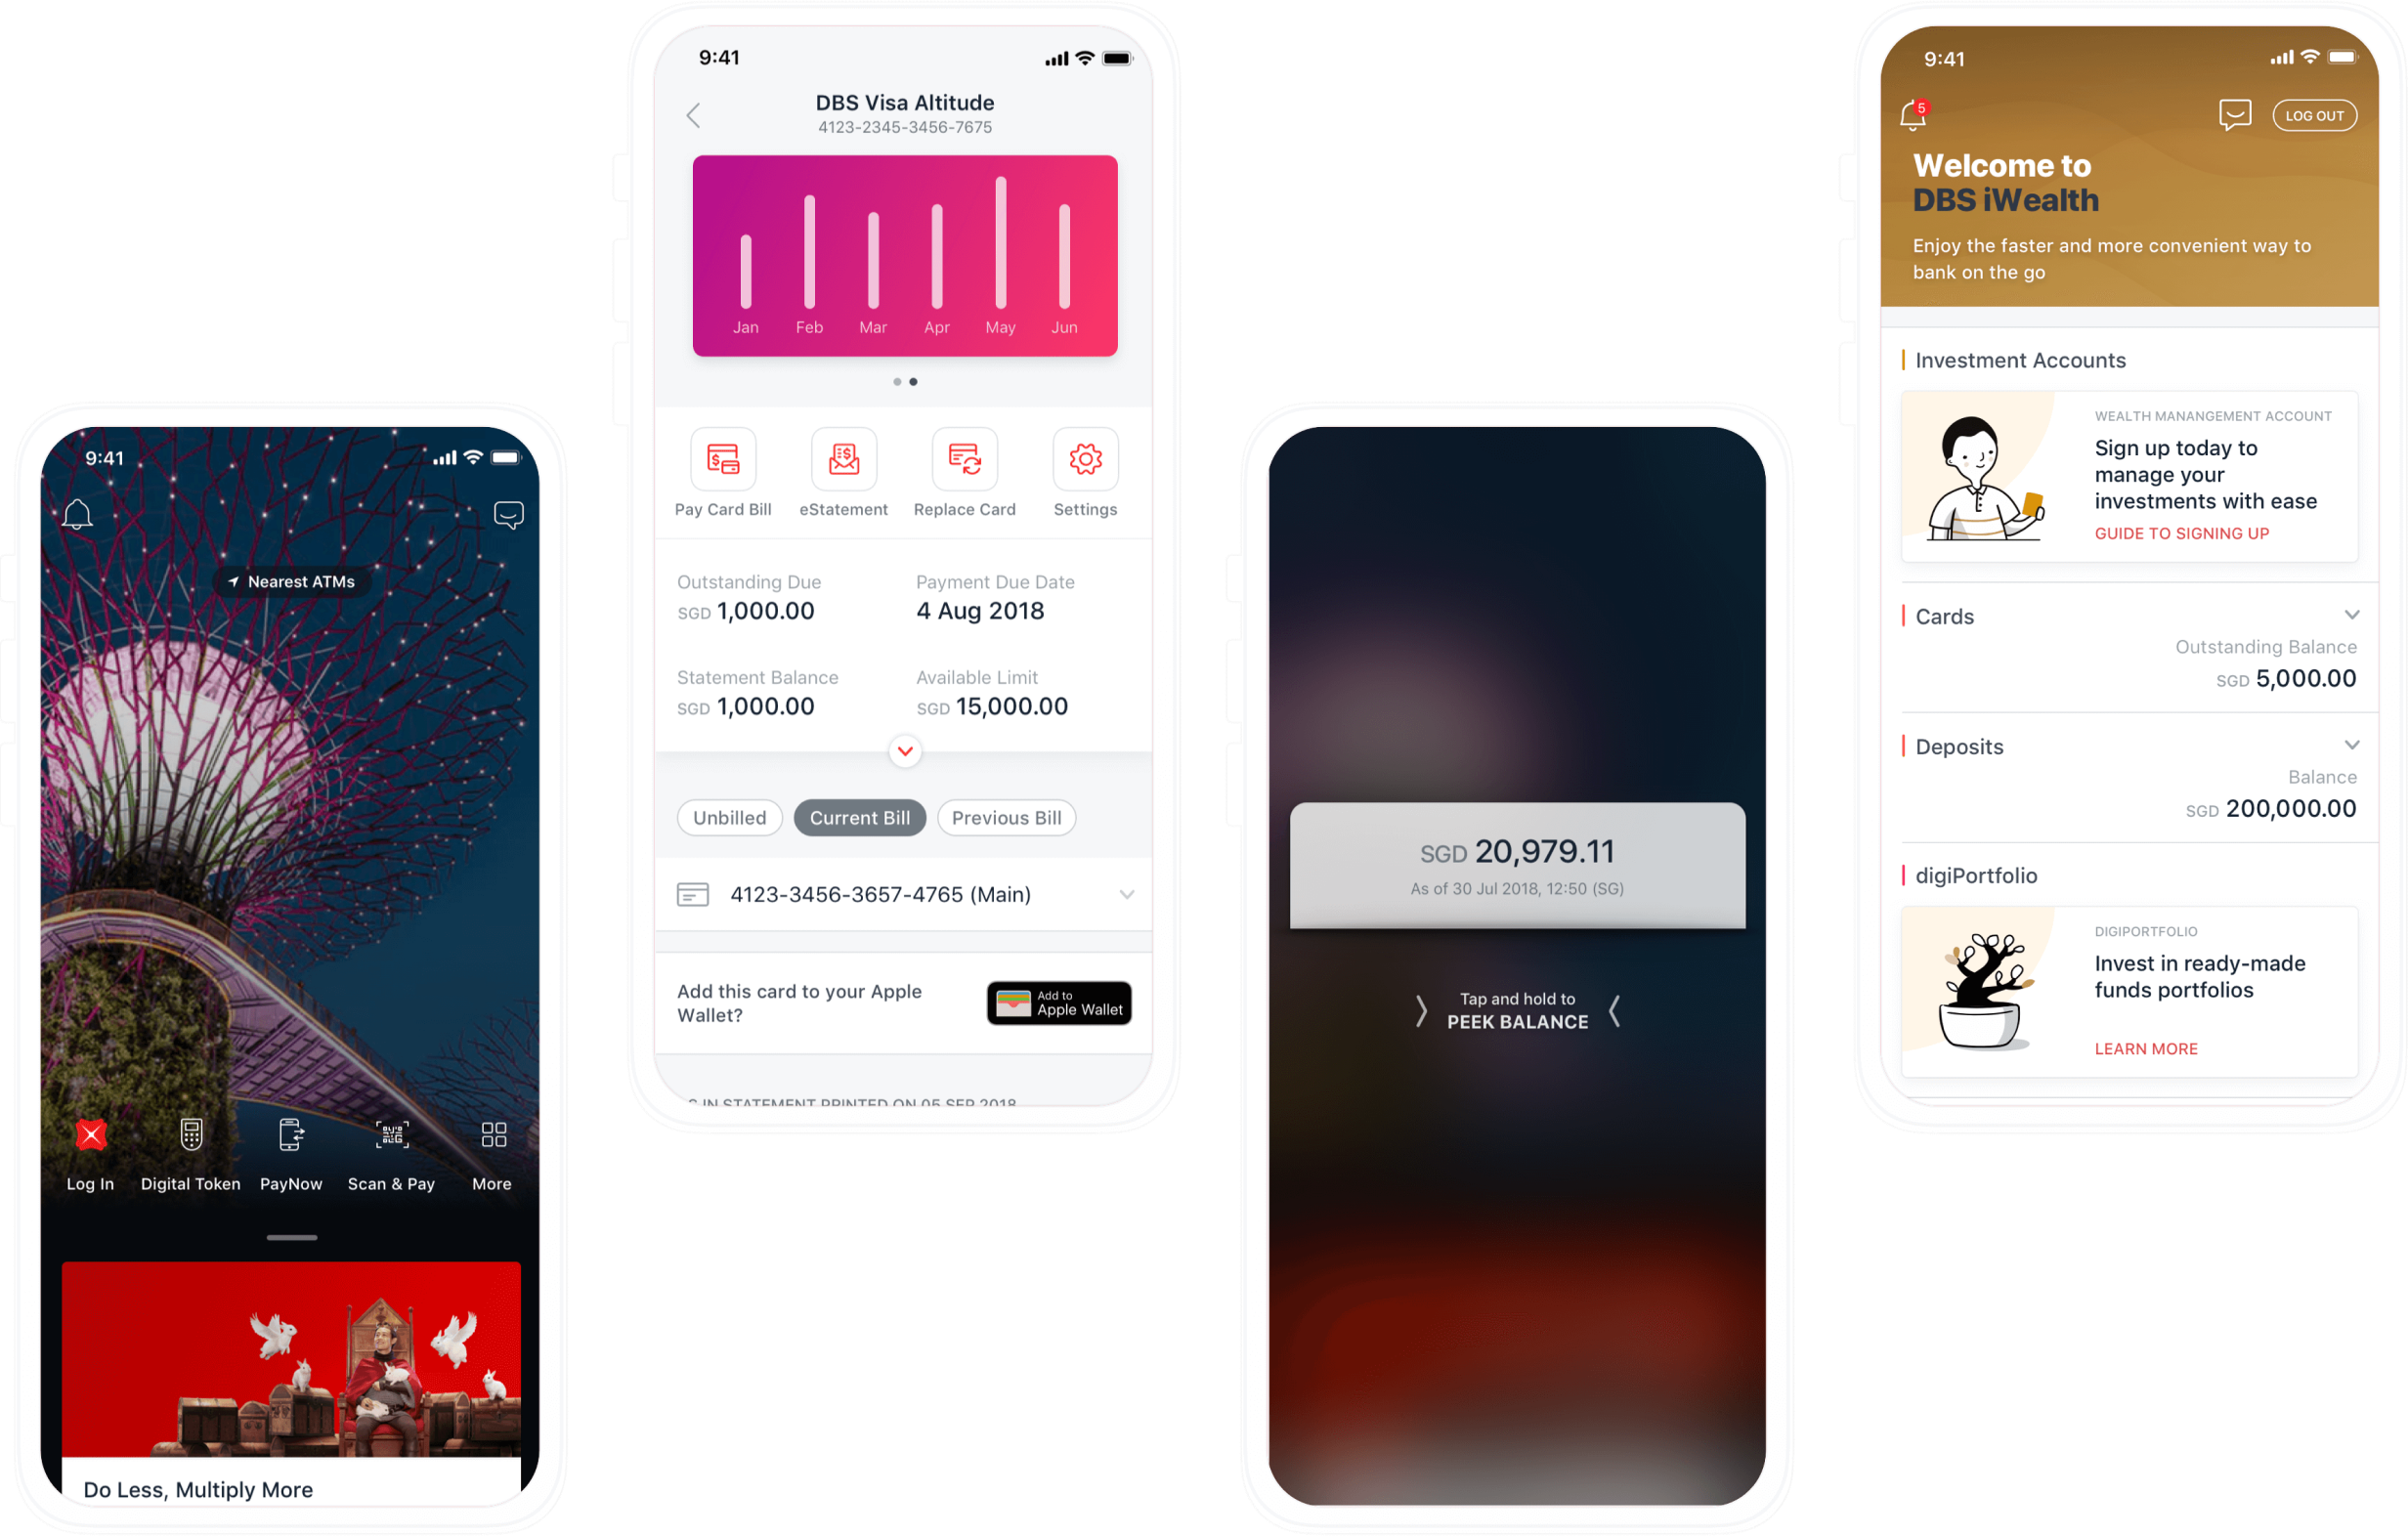 9:41
Nearest ATMs
Log In
Digital Token
PayNow
Scan & Pay
More
Do Less, Multiply More
9:41
DBS Visa Altitude
4123-2345-3456-7675
Jan Feb Mar Apr May Jun
Pay Card Bill
eStatement
Replace Card
Settings
Outstanding Due
SGD 1,000.00
Payment Due Date
4 Aug 2018
Statement Balance
SGD 1,000.00
Available Limit
SGD 15,000.00
Unbilled
Current Bill
Previous Bill
4123-3456-3657-4765 (Main)
Add this card to your Apple
Wallet?
Add to
Apple Wallet
IN STATEMENT PRINTED ON 05 SEP 2018
SGD 20,979.11
As of 30 Jul 2018, 12:50 (SG)
Tap and hold to
PEEK BALANCE
9:41
5
LOG OUT
Welcome to
DBS iWealth
Enjoy the faster and more convenient way to
bank on the go
Investment Accounts
WEALTH MANANGEMENT ACCOUNT
Sign up today to
manage your
investments with ease
GUIDE TO SIGNING UP
Cards
Outstanding Balance
SGD 5,000.00
Deposits
Balance
SGD 200,000.00
digiPortfolio
DIGIPORTFOLIO
Invest in ready-made
funds portfolios
LEARN MORE